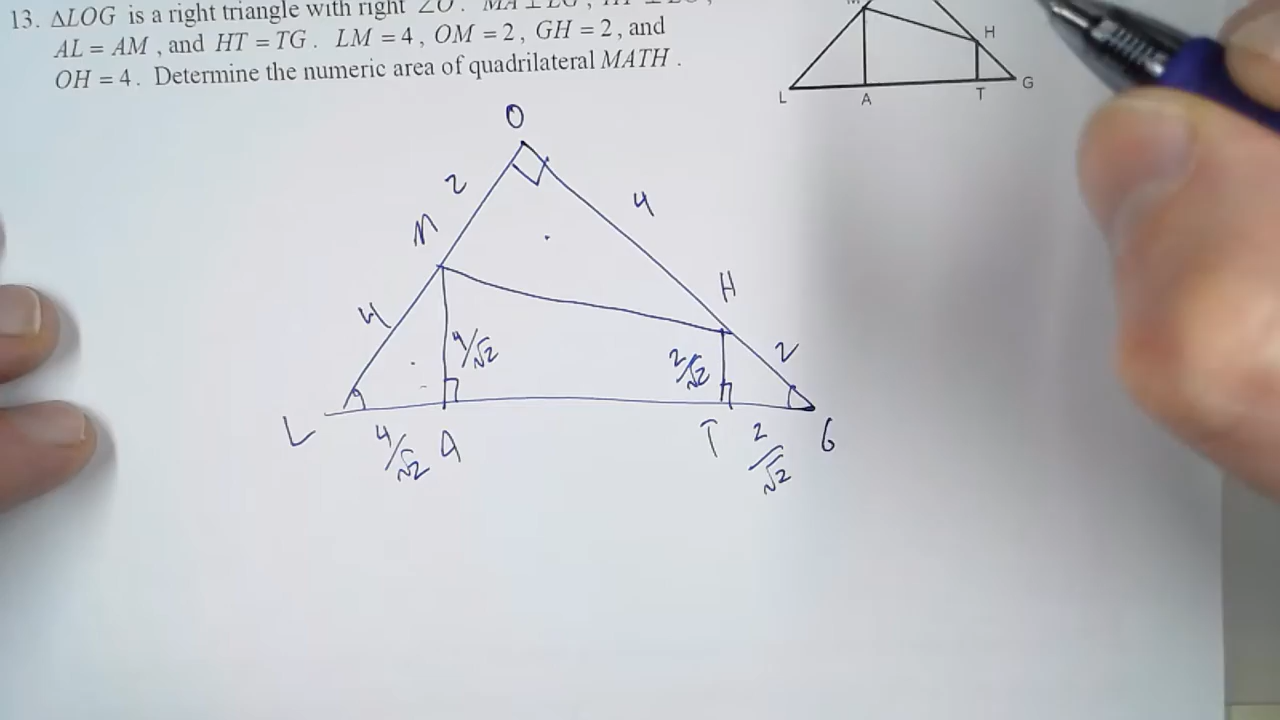 13. ΔLOG is a right triangle with right ∠O. MA ⊥ LG,
AL = AM , and HT = TG . LM = 4 , OM = 2 , GH = 2 , and
OH = 4 . Determine the numeric area of quadrilateral MATH .
H
L
A
T
G
O
2
4
M
H
4
4/√2
2/√2
2
L
4/√2
A
T
2/√2
G